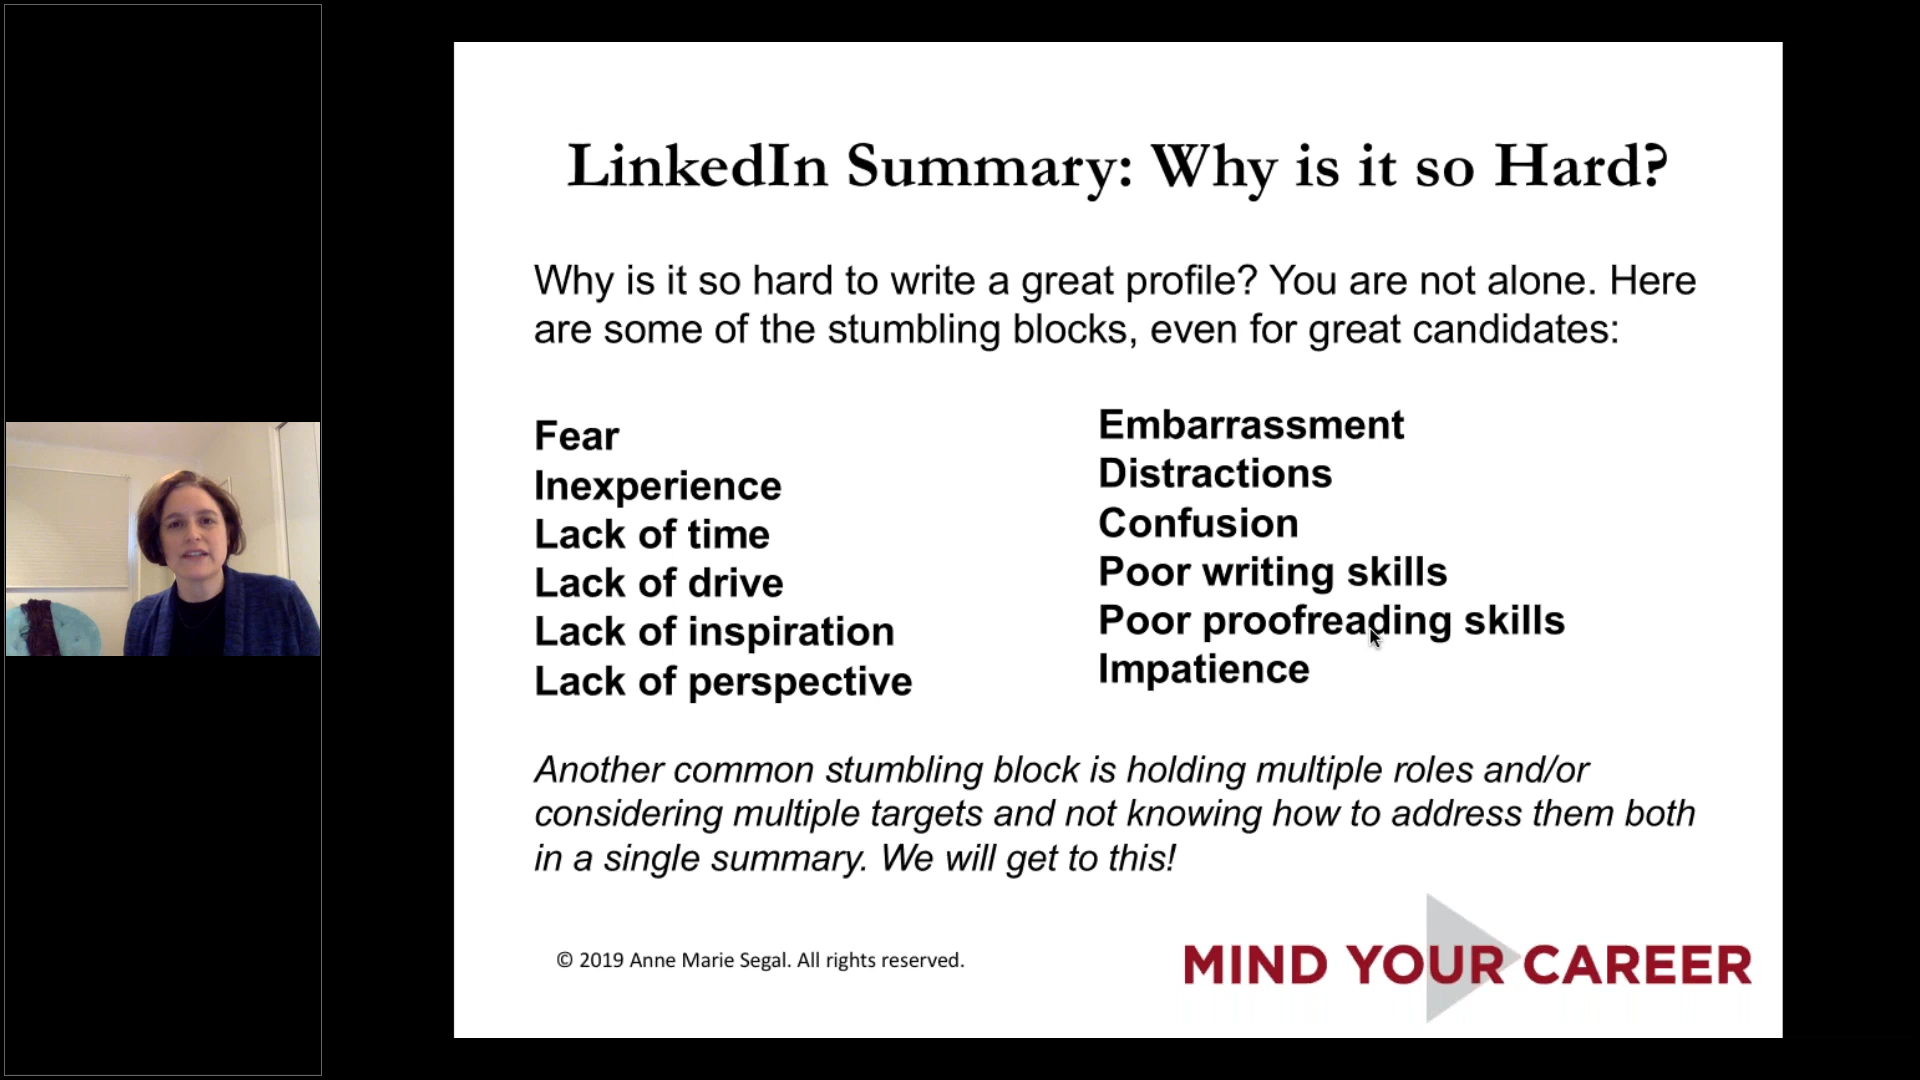 LinkedIn Summary: Why is it so Hard?
Why is it so hard to write a great profile? You are not alone. Here
are some of the stumbling blocks, even for great candidates:
Fear
Inexperience
Lack of time
Lack of drive
Lack of inspiration
Lack of perspective
Embarrassment
Distractions
Confusion
Poor writing skills
Poor proofreading skills
Impatience
Another common stumbling block is holding multiple roles and/or
considering multiple targets and not knowing how to address them both
in a single summary. We will get to this!
© 2019 Anne Marie Segal. All rights reserved.
MIND YOUR CAREER